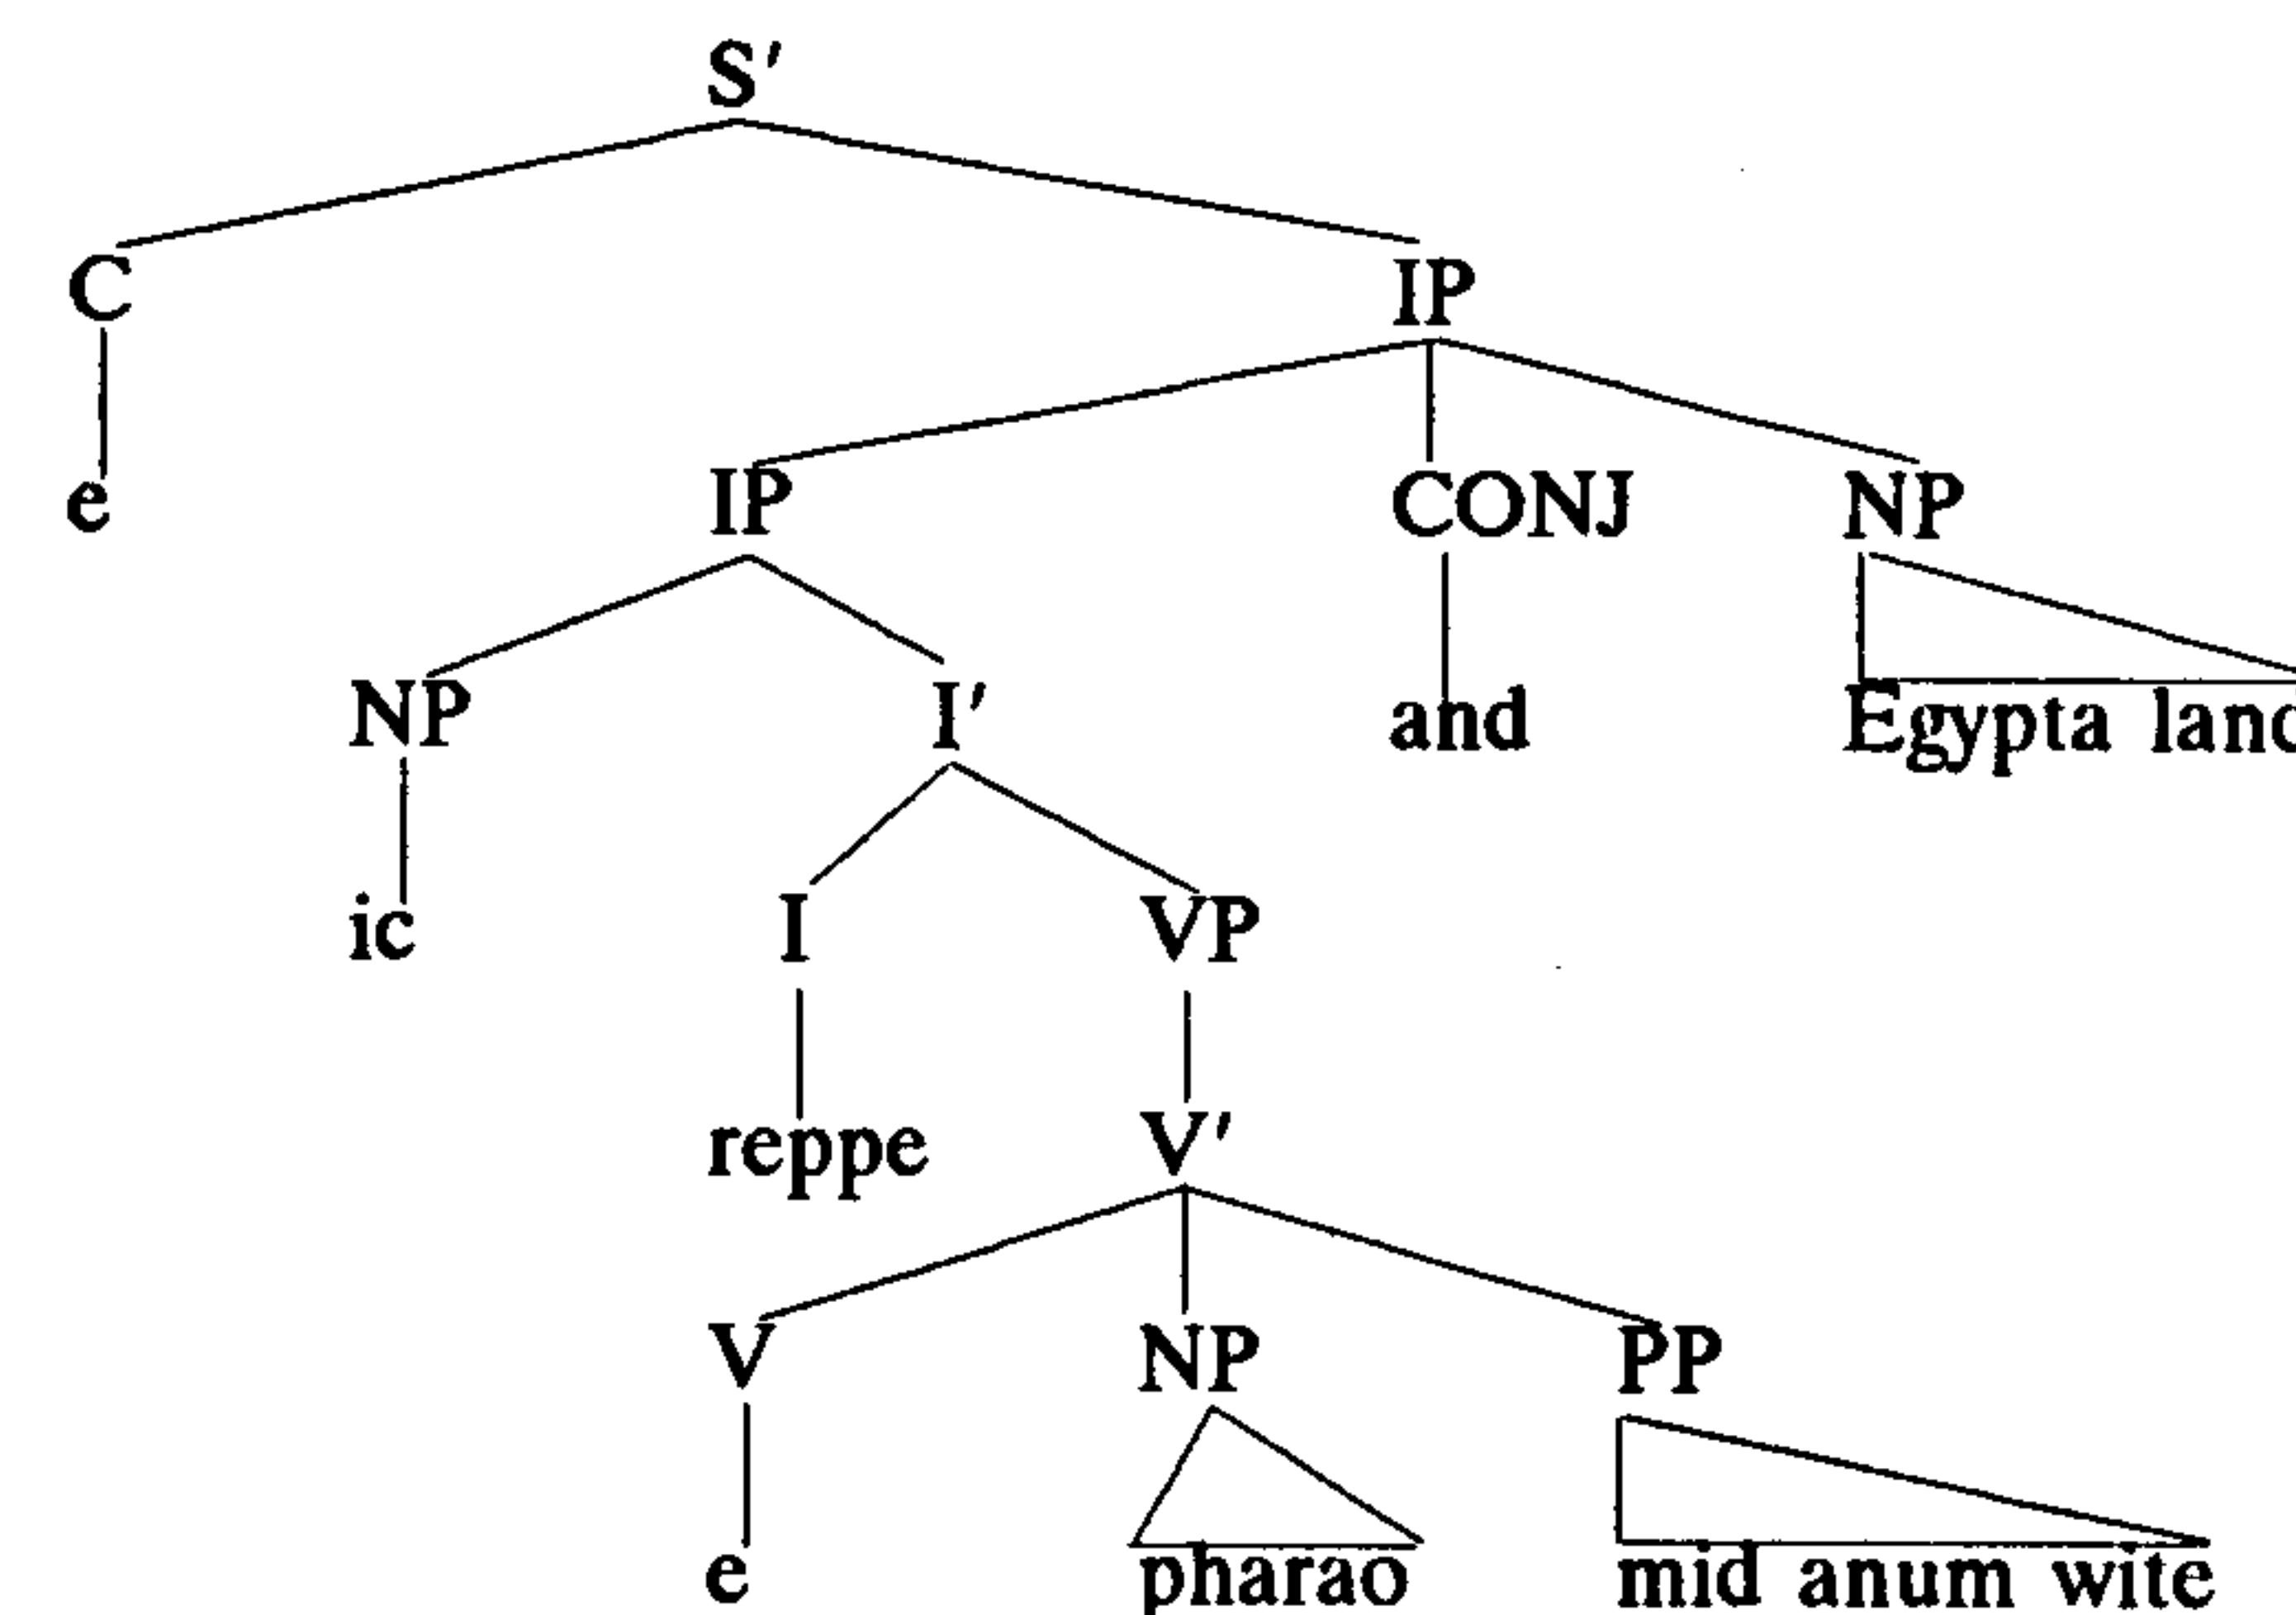 S'
C IP
e IP CONJ NP
NP I' and Egypta
ic I VP
reppe V'
V NP PP
e pharao mid anum wite